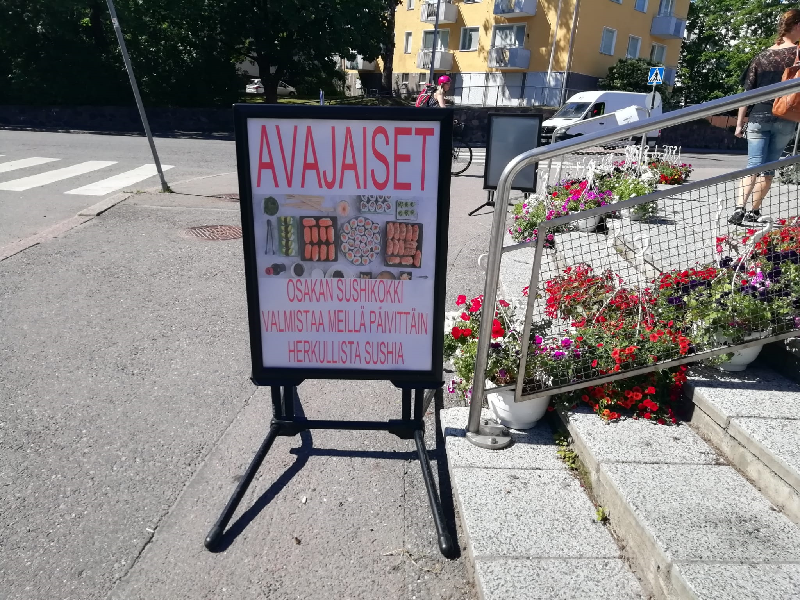 AVAJAISET
OSAKAN SUSHIKOKKI
VALMISTAA MEILLÄ PÄIVITTÄIN
HERKULLISTA SUSHIA